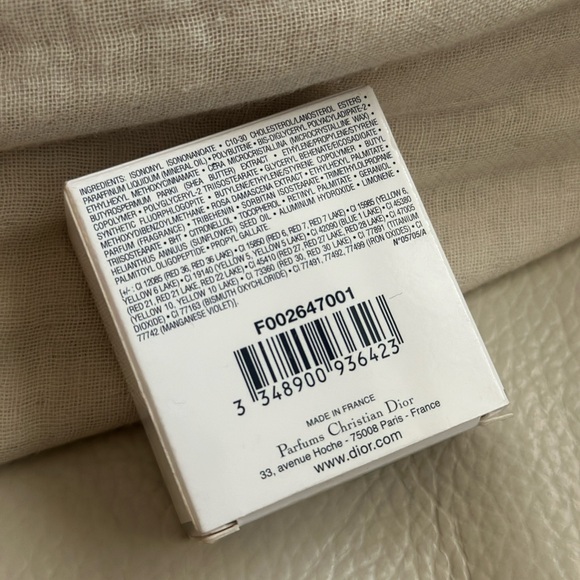 INGREDIENTS: ISONONYL ISONONANOATE • C10-30 CHOLESTEROL/LANOSTEROL ESTERS •
PARAFFINUM LIQUIDUM (MINERAL OIL) • POLYBUTENE • BIS-DIGLYCERYL POLYACYLADIPATE-2 •
ETHYLHEXYL METHOXYCINNAMATE • CERA MICROCRISTALLINA (MICROCRYSTALLINE WAX) •
BUTYROSPERMUM PARKII (SHEA BUTTER) EXTRACT • ETHYLENE/PROPYLENE/STYRENE
COPOLYMER • POLYGLYCERYL-2 TRIISOSTEARATE • GLYCERYL BEHENATE/EICOSADIOATE •
SYNTHETIC FLUORPHLOGOPITE • BUTYLENE/ETHYLENE/STYRENE COPOLYMER • BUTYL
METHOXYDIBENZOYLMETHANE • ROSA DAMASCENA EXTRACT • ETHYLHEXYL PALMITATE •
PARFUM (FRAGRANCE) • TRIBEHENIN • SORBITAN ISOSTEARATE • TRIMETHYLOLPROPANE
TRIISOSTEARATE • BHT • CITRONELLOL • TOCOPHEROL • RETINYL PALMITATE • GERANIOL •
HELIANTHUS ANNUUS (SUNFLOWER) SEED OIL • ALUMINUM HYDROXIDE • LIMONENE •
PALMITOYL OLIGOPEPTIDE • PROPYL GALLATE.
[+/- : CI 12085 (RED 36, RED 36 LAKE) • CI 15850 (RED 6, RED 7, RED 7 LAKE) • CI 15985 (YELLOW 6,
YELLOW 6 LAKE) • CI 19140 (YELLOW 5, YELLOW 5 LAKE) • CI 42090 (BLUE 1 LAKE) • CI 45380
(RED 21, RED 21 LAKE, RED 22 LAKE) • CI 45410 (RED 27, RED 28 LAKE) • CI 47005
(YELLOW 10, YELLOW 10 LAKE) • CI 73360 (RED 30, RED 30 LAKE) • CI 77891 (TITANIUM
DIOXIDE) • CI 77163 (BISMUTH OXYCHLORIDE) • CI 77491, 77492, 77499 (IRON OXIDES) • CI
77742 (MANGANESE VIOLET)]. N°05705/A
F002647001
3 348900 936423
MADE IN FRANCE
Parfums Christian Dior
33, avenue Hoche - 75008 Paris - France
www.dior.com